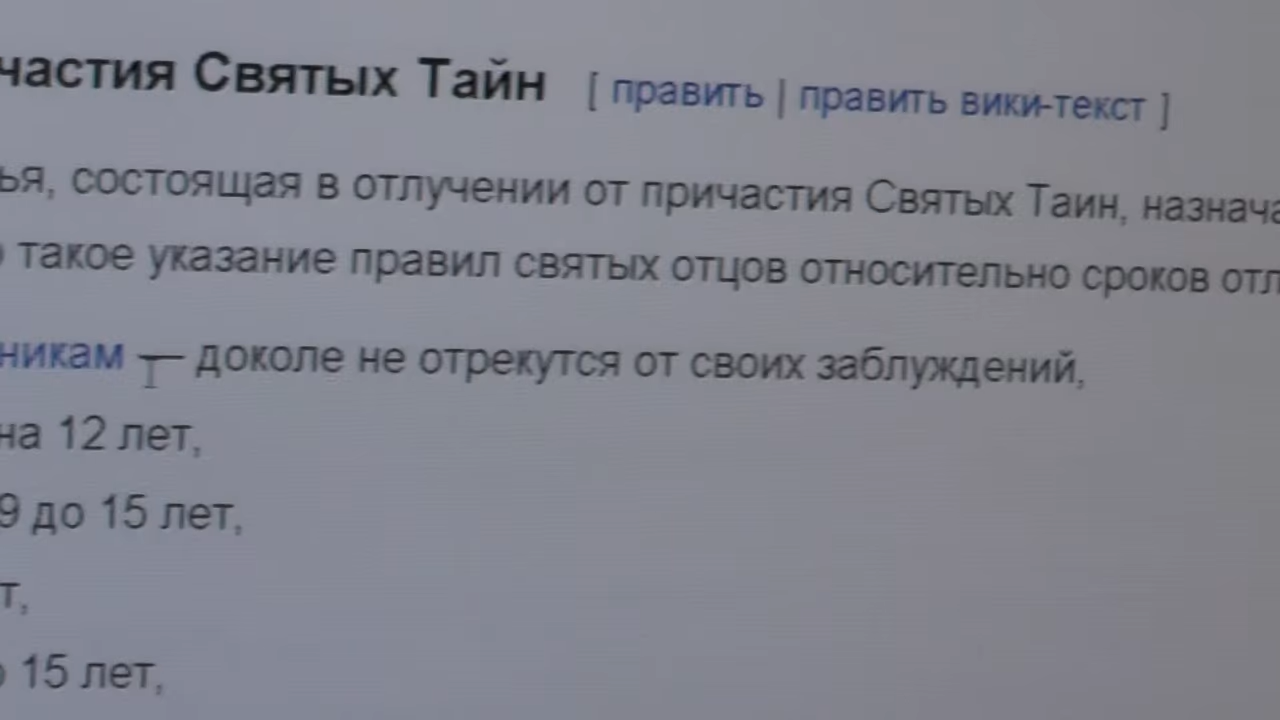 частия Святых Тайн [ править | править вики-текст ]
ья, состоящая в отлучении от причастия Святых Таин, назнача
такое указание правил святых отцов относительно сроков отл
никам — доколе не отрекутся от своих заблуждений,
на 12 лет,
9 до 15 лет,
т,
15 лет,